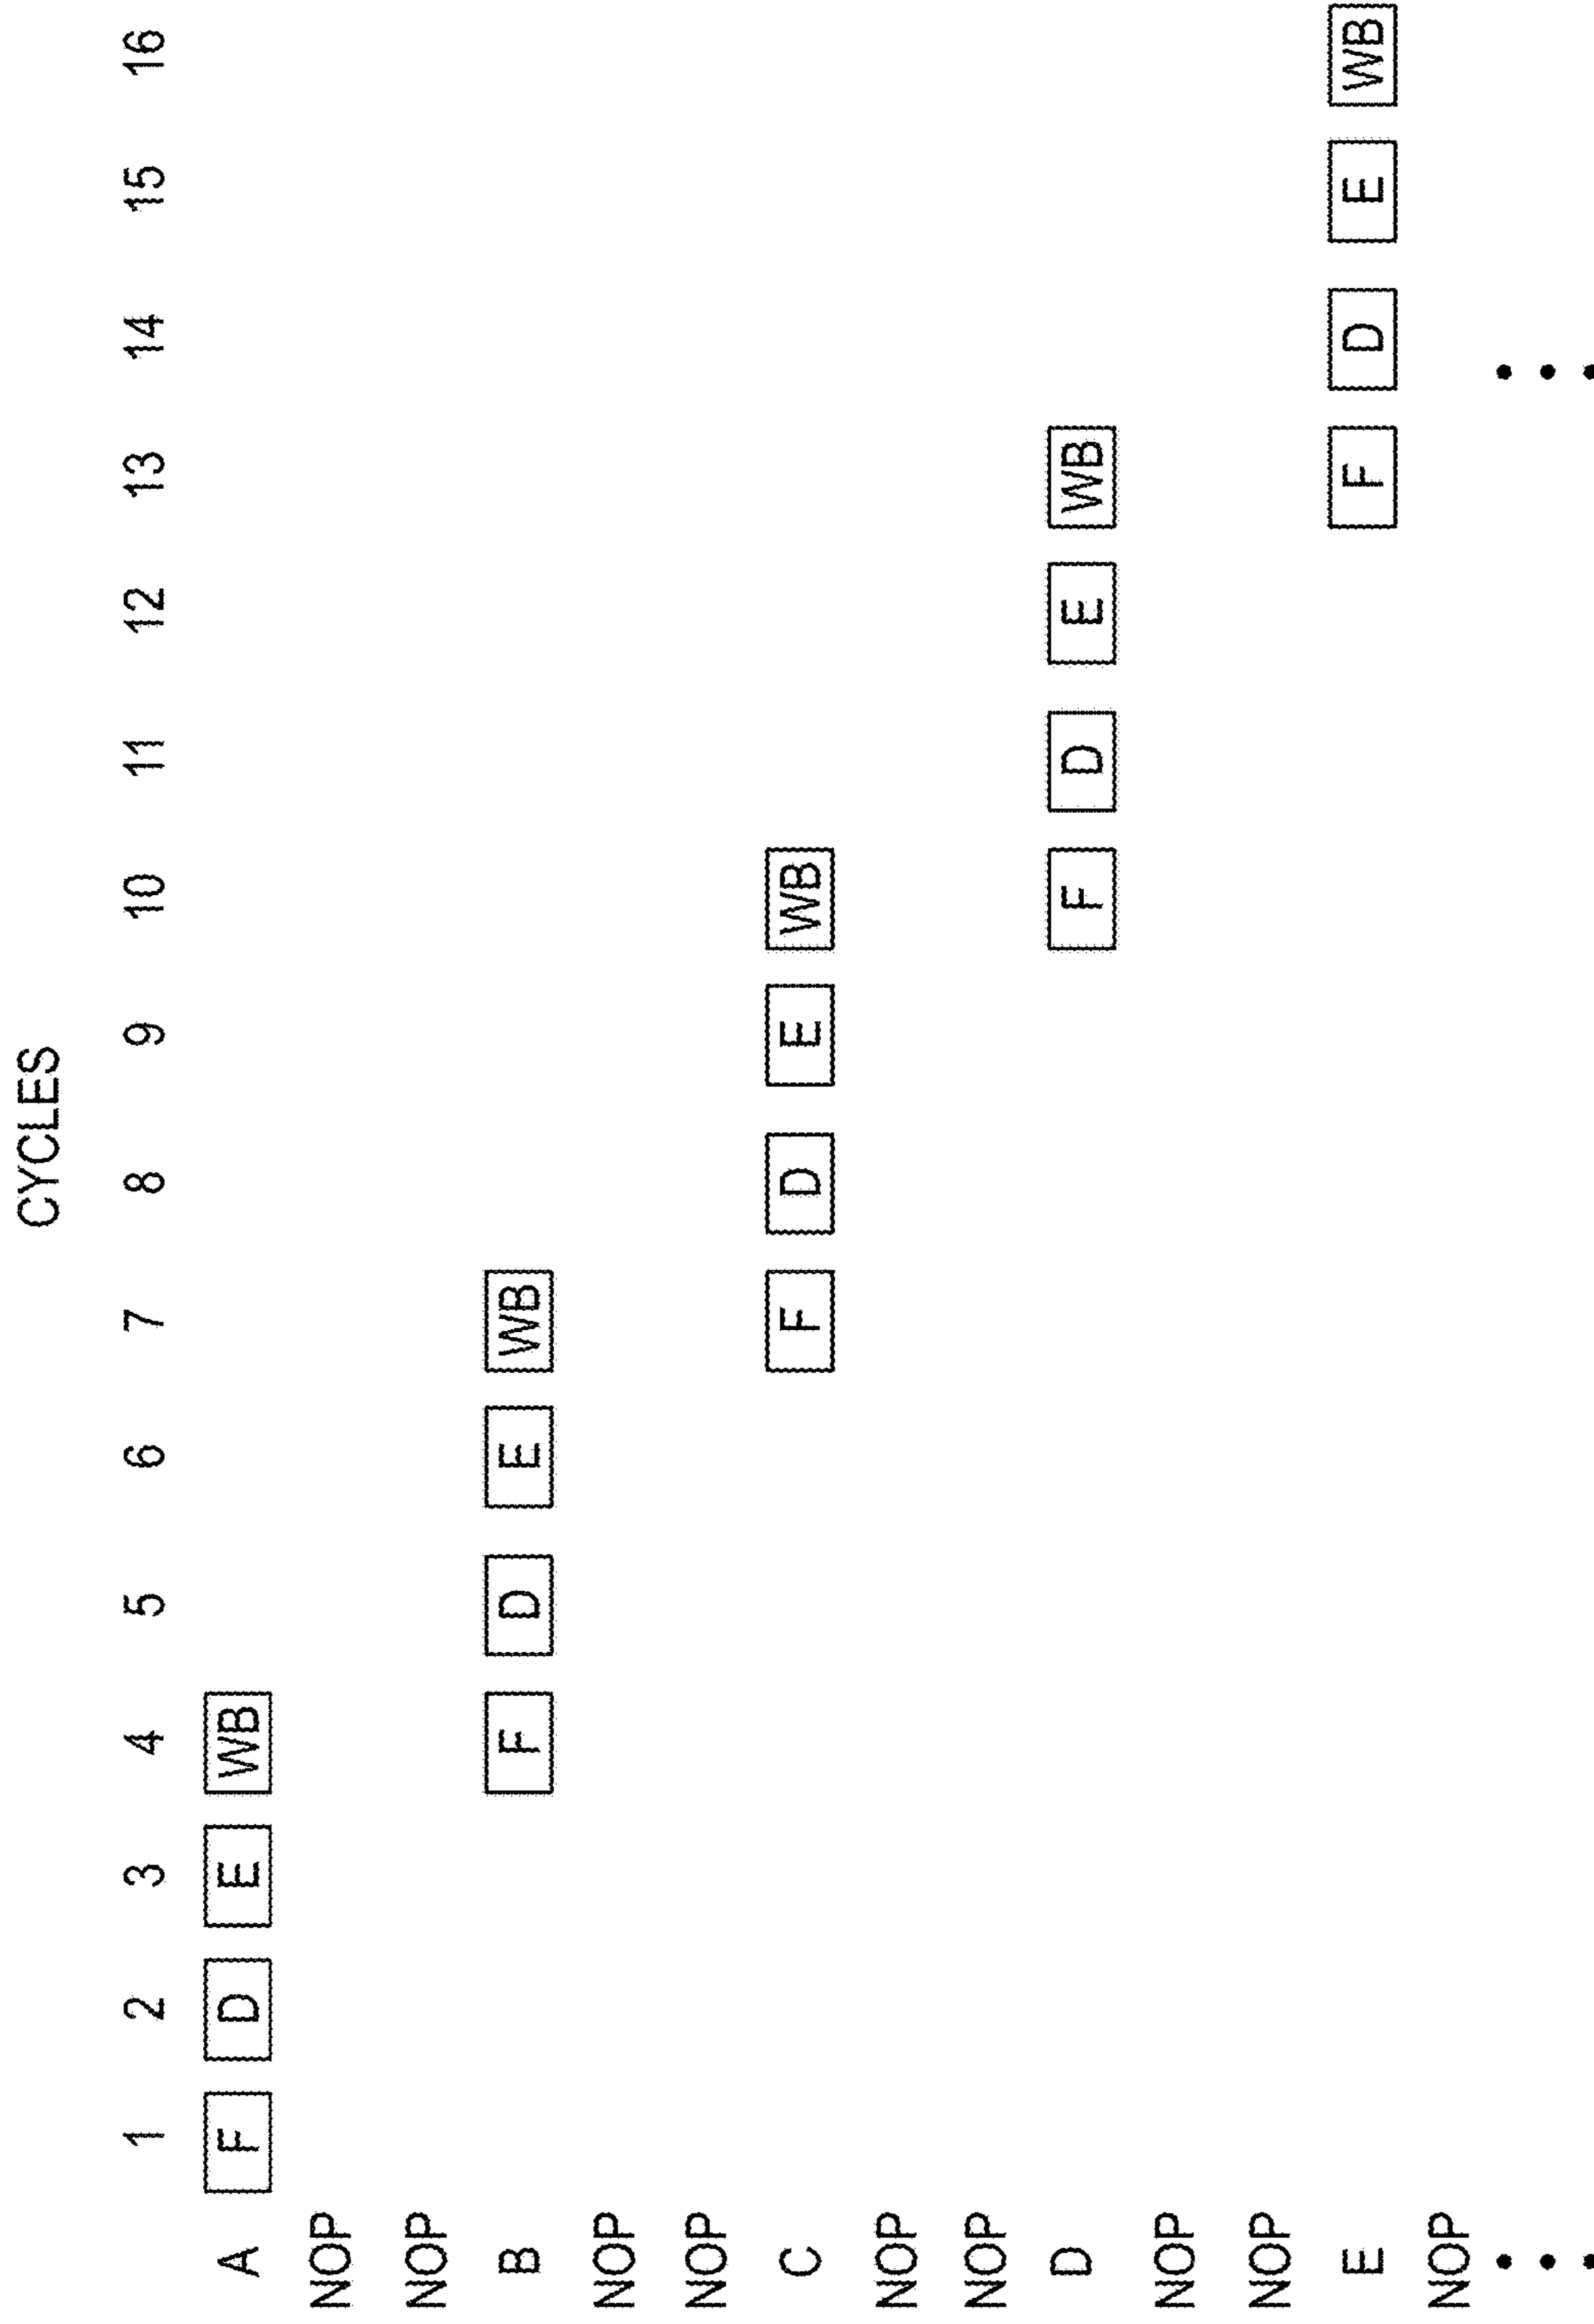 CYCLES
1 2 3 4 5 6 7 8 9 10 11 12 13 14 15 16
A F D E WB
NOP
NOP
B F D E WB
NOP
NOP
C F D E WB
NOP
NOP
D F D E WB
NOP
NOP
E F D E WB
NOP